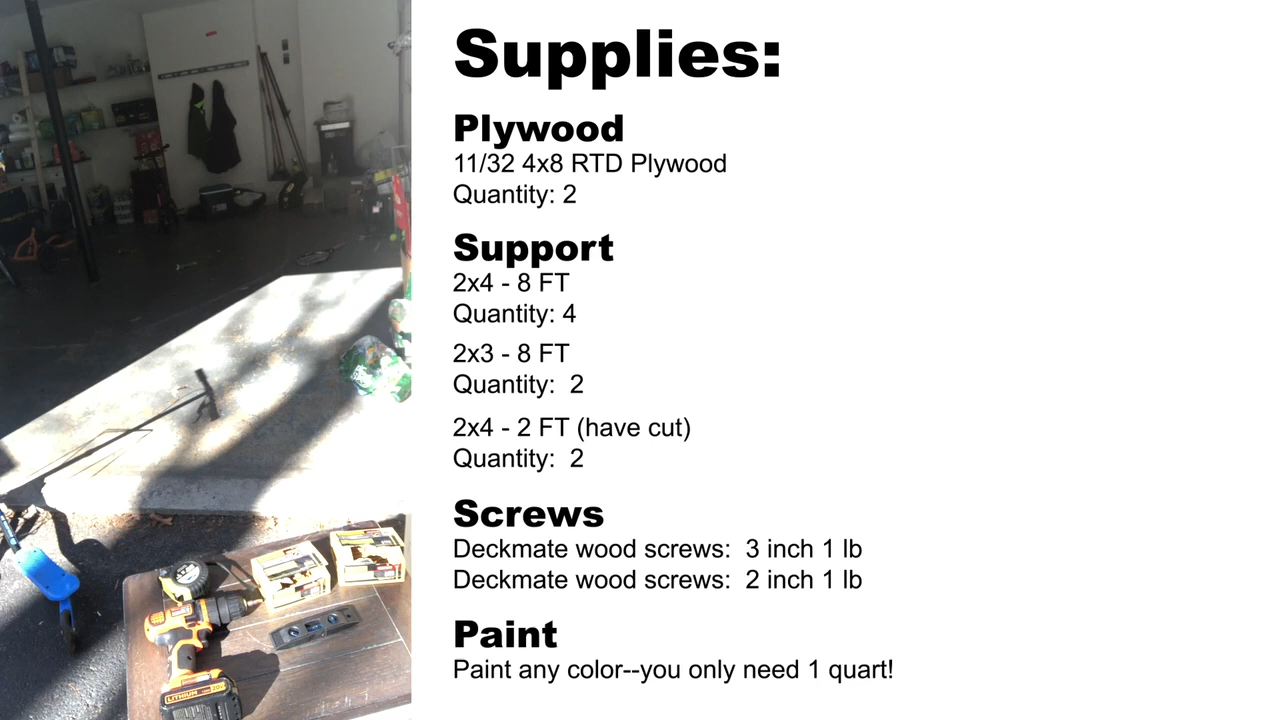 Supplies:
Plywood
11/32 4x8 RTD Plywood
Quantity: 2
Support
2x4 - 8 FT
Quantity: 4
2x3 - 8 FT
Quantity:  2
2x4 - 2 FT (have cut)
Quantity:  2
Screws
Deckmate wood screws:  3 inch 1 lb
Deckmate wood screws:  2 inch 1 lb
Paint
Paint any color--you only need 1 quart!
LITHIUM 20v